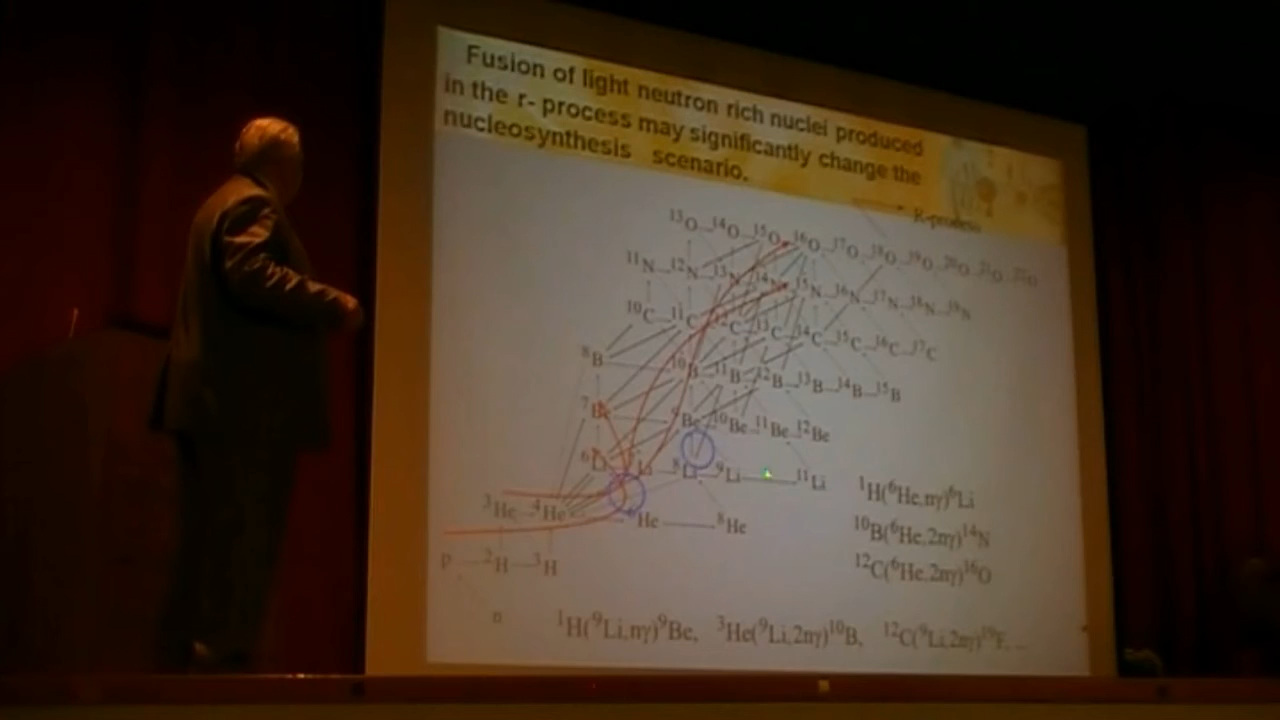 Fusion of light neutron rich nuclei produced
in the r- process may significantly change the
nucleosynthesis scenario.
R-process
¹³O ¹⁴O ¹⁵O ¹⁶O ¹⁷O ¹⁸O ¹⁹O ²⁰O ²¹O ²²O
¹¹N ¹²N ¹³N ¹⁴N ¹⁵N ¹⁶N ¹⁷N ¹⁸N ¹⁹N
¹⁰C ¹¹C ¹²C ¹³C ¹⁴C ¹⁵C ¹⁶C ¹⁷C
⁸B ¹⁰B ¹¹B ¹²B ¹³B ¹⁴B ¹⁵B
⁷Be ⁹Be ¹⁰Be ¹¹Be ¹²Be
⁶Li ⁷Li ⁸Li ⁹Li ¹¹Li
³He ⁴He ⁶He ⁸He
p ²H ³H
n
¹H(⁶He,nγ)⁶Li
¹⁰B(⁶He,2nγ)¹⁴N
¹²C(⁶He,2nγ)¹⁶O
¹H(⁹Li,nγ)⁹Be, ³He(⁹Li,2nγ)¹⁰B, ¹²C(⁹Li,2nγ)¹⁹F, ...